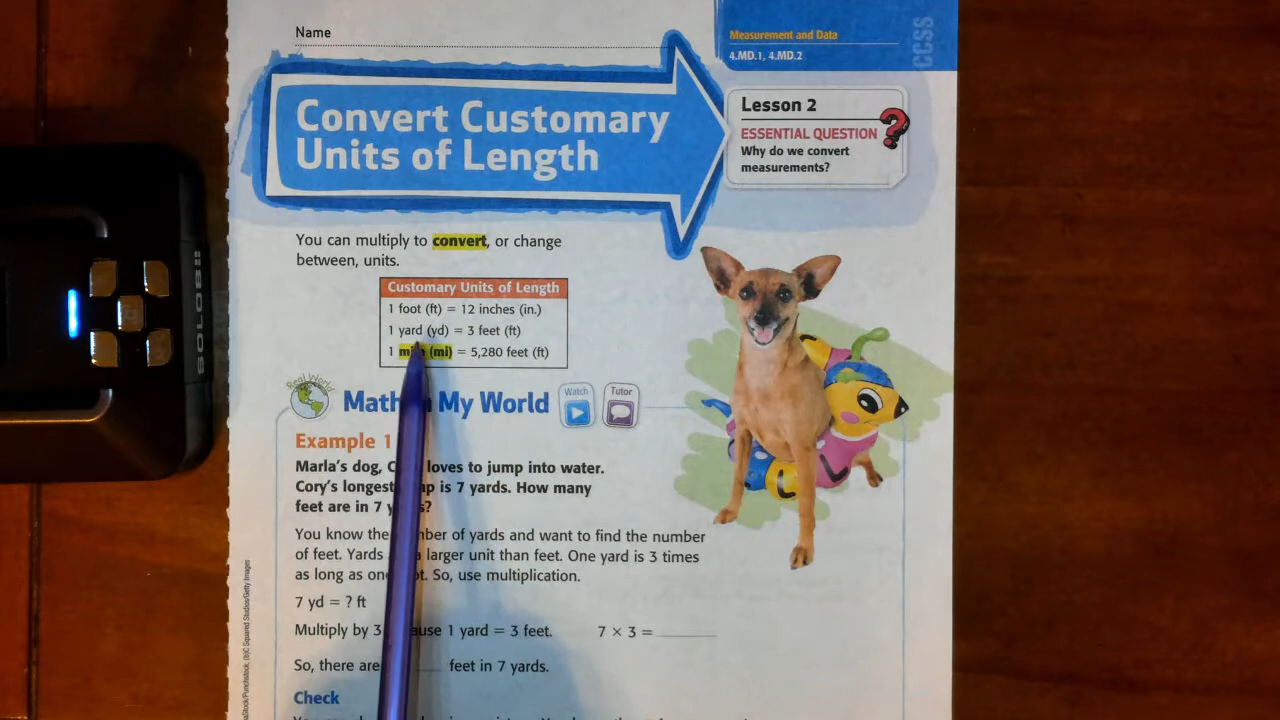 Name
Measurement and Data
4.MD.1, 4.MD.2
CCSS
Convert Customary
Units of Length
Lesson 2
ESSENTIAL QUESTION
Why do we convert
measurements?
?
You can multiply to convert, or change
between, units.
Customary Units of Length
1 foot (ft) = 12 inches (in.)
1 yard (yd) = 3 feet (ft)
1 (mi) = 5,280 feet (ft)
Real World
Math My World
Watch
Tutor
Example 1
Marla's dog, loves to jump into water.
Cory's longest is 7 yards. How many
feet are in 7
You know the of yards and want to find the number
of feet. Yards larger unit than feet. One yard is 3 times
as long as So, use multiplication.
7 yd = ? ft
Multiply by 3 1 yard = 3 feet. 7 × 3 =
So, there are feet in 7 yards.
Check
SOLO8